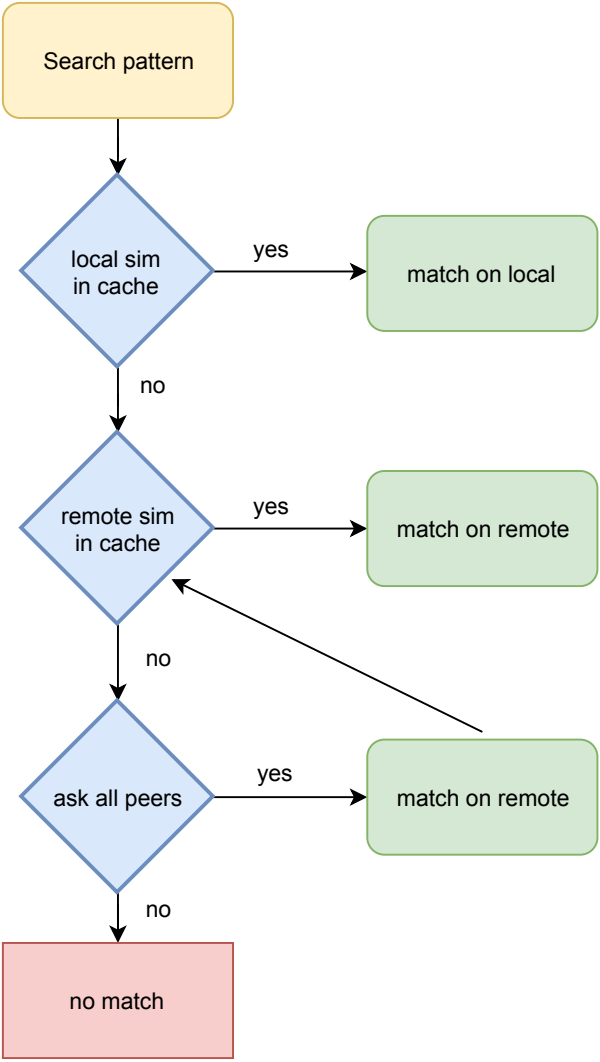 Search pattern
local sim
in cache
yes
match on local
no
remote sim
in cache
yes
match on remote
no
ask all peers
yes
match on remote
no
no match